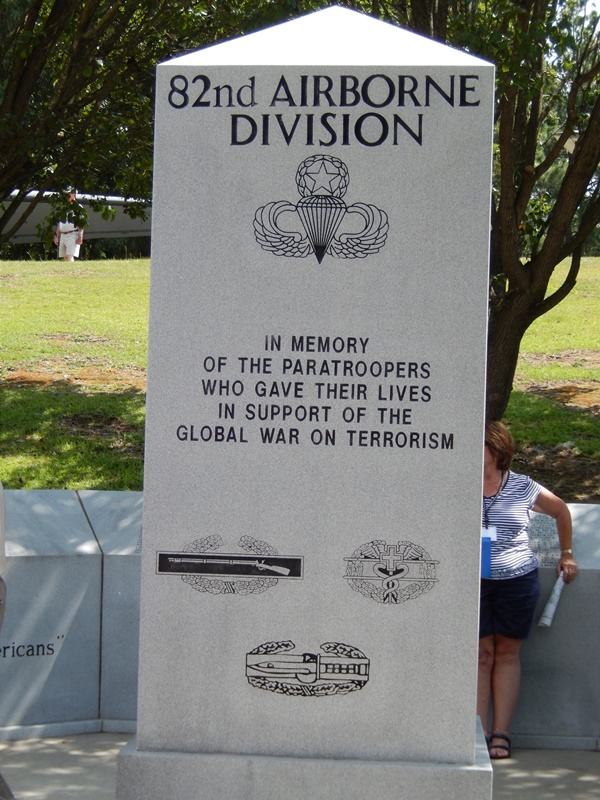 82nd AIRBORNE
DIVISION
IN MEMORY
OF THE PARATROOPERS
WHO GAVE THEIR LIVES
IN SUPPORT OF THE
GLOBAL WAR ON TERRORISM
ricans"